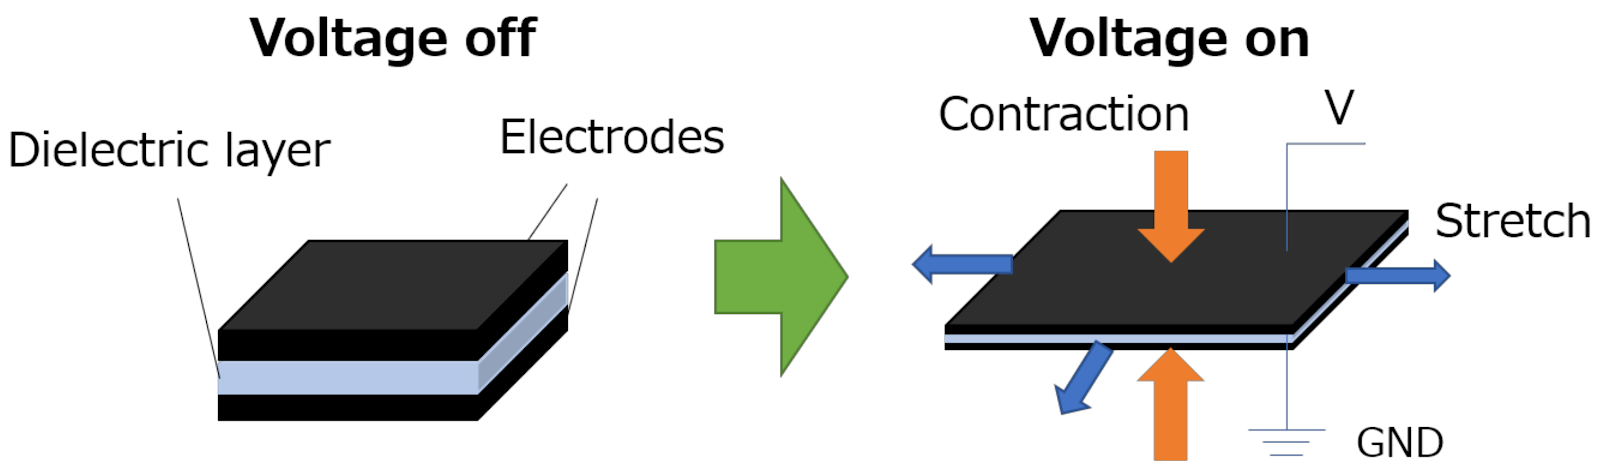 Voltage off
Voltage on
Dielectric layer
Electrodes
Contraction
V
Stretch
GND